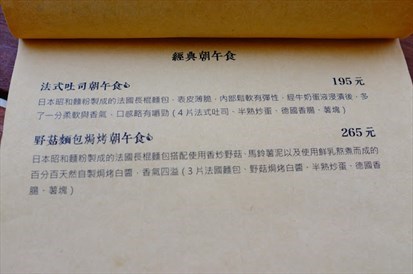 經典朝午食
法式吐司朝午食 195元
日本昭和麵粉製成的法國長棍麵包，表皮薄脆，內部鬆軟有彈性，經牛奶蛋液浸漬後，多
了一分柔軟與香氣，口感略有嚼勁（4片法式吐司、半熟炒蛋、德國香腸、薯塊）
野菇麵包焗烤朝午食 265元
日本昭和麵粉製成的法國長棍麵包搭配使用香炒野菇、馬鈴薯泥以及使用鮮乳熬煮而成的
百分百天然自製焗烤白醬，香氣四溢（3片法國麵包、野菇焗烤白醬、半熟炒蛋、德國香
腸、薯塊）